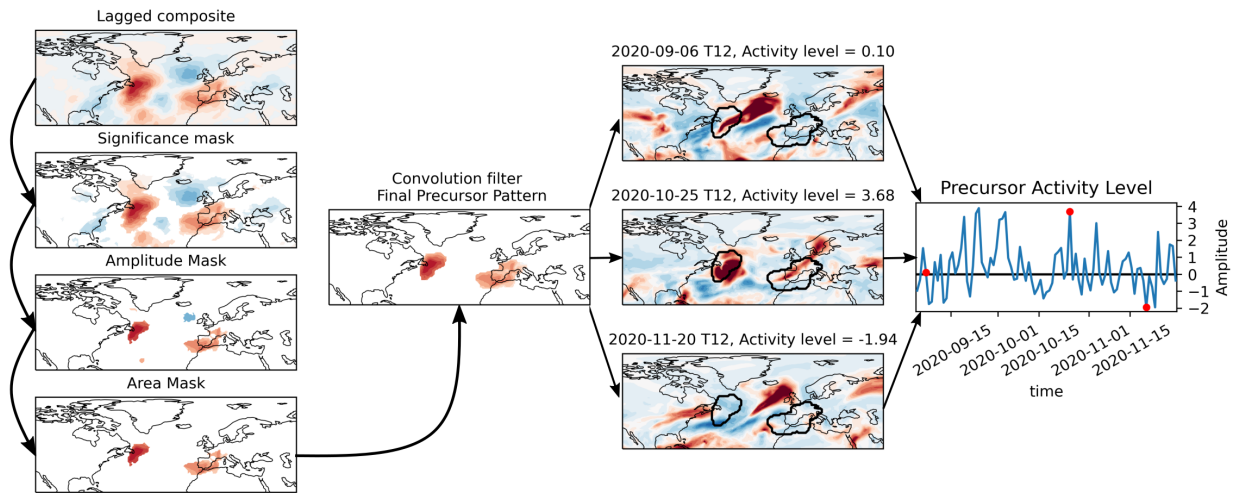 Lagged composite
Significance mask
Amplitude Mask
Area Mask
Convolution filter
Final Precursor Pattern
2020-09-06 T12, Activity level = 0.10
2020-10-25 T12, Activity level = 3.68
2020-11-20 T12, Activity level = -1.94
Precursor Activity Level
4
3
2
1
0
−1
−2
Amplitude
2020-09-15
2020-10-01
2020-10-15
2020-11-01
2020-11-15
time